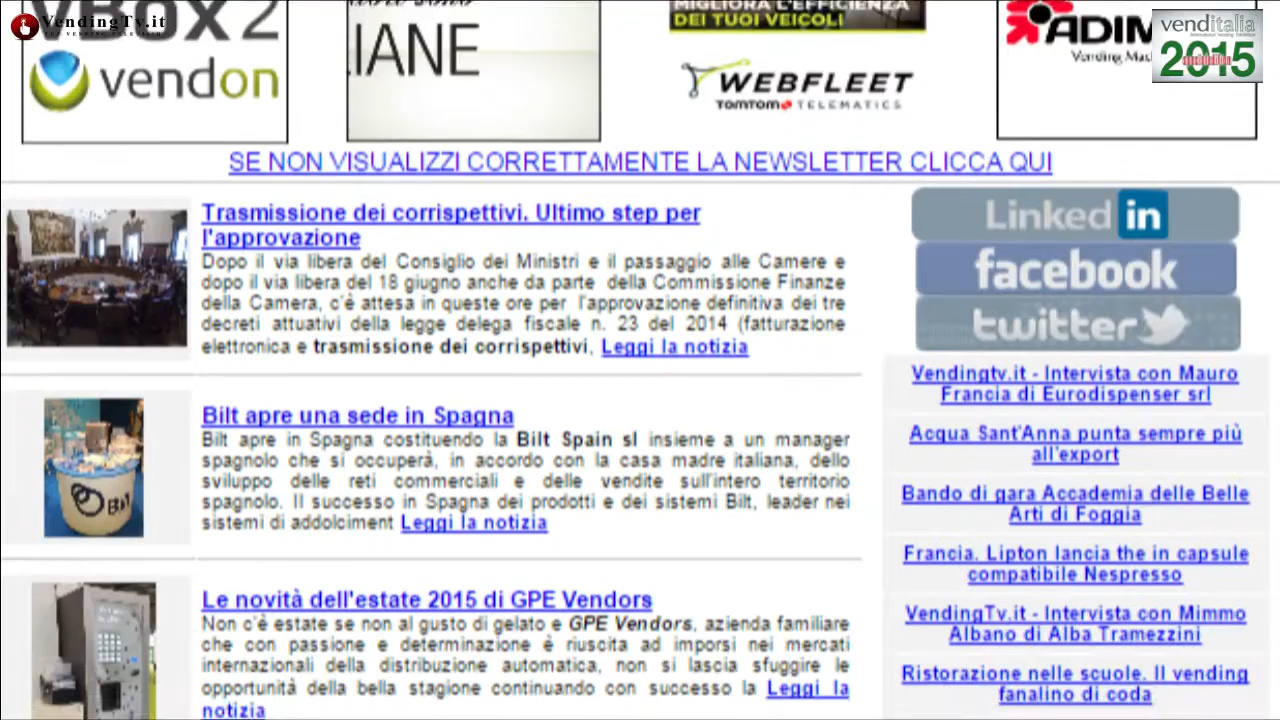 VendingTv.it
VBOX 2
vendon
IANE
MIGLIORA L'EFFICIENZA
DEI TUOI VEICOLI
WEBFLEET
TOMTOM TELEMATICS
ADIM
Vending Mac
venditalia
2015
SE NON VISUALIZZI CORRETTAMENTE LA NEWSLETTER CLICCA QUI
Trasmissione dei corrispettivi. Ultimo step per
l'approvazione
Dopo il via libera del Consiglio dei Ministri e il passaggio alle Camere e
dopo il via libera del 18 giugno anche da parte della Commissione Finanze
della Camera, c'è attesa in queste ore per l'approvazione definitiva dei tre
decreti attuativi della legge delega fiscale n. 23 del 2014 (fatturazione
elettronica e trasmissione dei corrispettivi, Leggi la notizia
Bilt apre una sede in Spagna
Bilt apre in Spagna costituendo la Bilt Spain sl insieme a un manager
spagnolo che si occuperà, in accordo con la casa madre italiana, dello
sviluppo delle reti commerciali e delle vendite sull'intero territorio
spagnolo. Il successo in Spagna dei prodotti e dei sistemi Bilt, leader nei
sistemi di addolciment Leggi la notizia
Le novità dell'estate 2015 di GPE Vendors
Non c'è estate se non al gusto di gelato e GPE Vendors, azienda familiare
che con passione e determinazione è riuscita ad imporsi nei mercati
internazionali della distribuzione automatica, non si lascia sfuggire le
opportunità della bella stagione continuando con successo la Leggi la
notizia
Linked in
facebook
twitter
Vendingtv.it - Intervista con Mauro
Francia di Eurodispenser srl
Acqua Sant'Anna punta sempre più
all'export
Bando di gara Accademia delle Belle
Arti di Foggia
Francia. Lipton lancia the in capsule
compatibile Nespresso
VendingTv.it - Intervista con Mimmo
Albano di Alba Tramezzini
Ristorazione nelle scuole. Il vending
fanalino di coda